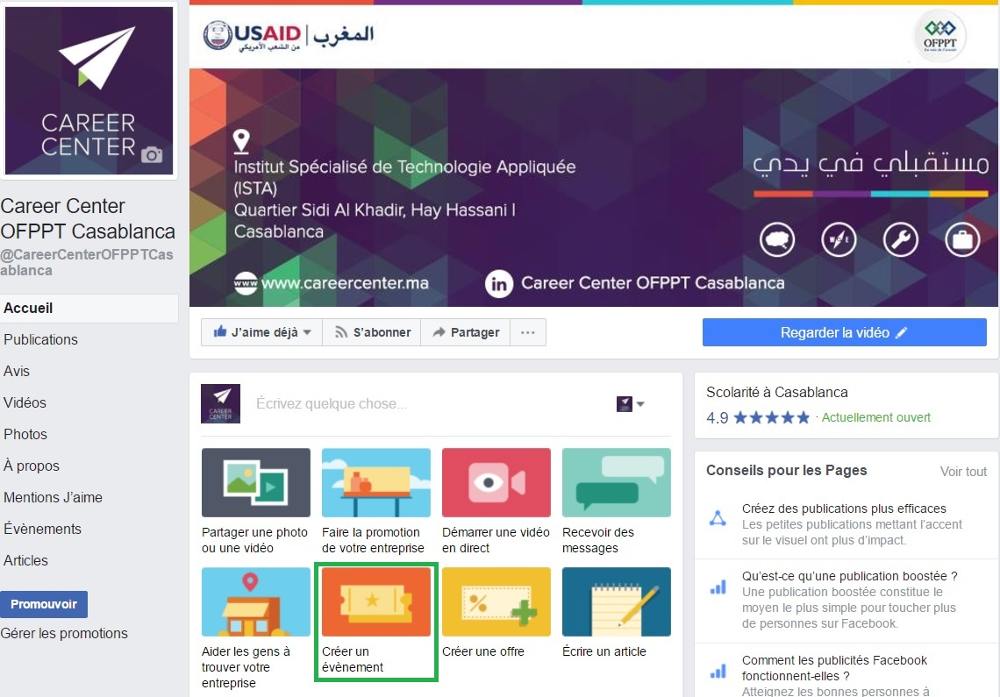 CAREER
CENTER
Career Center
OFPPT Casablanca
@CareerCenterOFPPTCas
ablanca
Accueil
Publications
Avis
Vidéos
Photos
À propos
Mentions J'aime
Évènements
Articles
Promouvoir
Gérer les promotions
USAID المغرب
من الشعب الأمريكي
OFPPT
Institut Spécialisé de Technologie Appliquée
(ISTA)
Quartier Sidi Al Khadir, Hay Hassani I
Casablanca
مستقبلي في يدي
www www.careercenter.ma
in Career Center OFPPT Casablanca
J'aime déjà
S'abonner
Partager
...
Regarder la vidéo
CAREER
CENTER
Écrivez quelque chose...
Partager une photo
ou une vidéo
Faire la promotion
de votre entreprise
Démarrer une vidéo
en direct
Recevoir des
messages
Aider les gens à
trouver votre
entreprise
Créer un
évènement
Créer une offre
Écrire un article
Scolarité à Casablanca
4.9 · Actuellement ouvert
Conseils pour les Pages
Voir tout
Créez des publications plus efficaces
Les petites publications mettant l'accent
sur le visuel ont plus d'impact.
Qu'est-ce qu'une publication boostée ?
Une publication boostée constitue le
moyen le plus simple pour toucher plus
de personnes sur Facebook.
Comment les publicités Facebook
fonctionnent-elles ?
Atteignez les bonnes personnes à